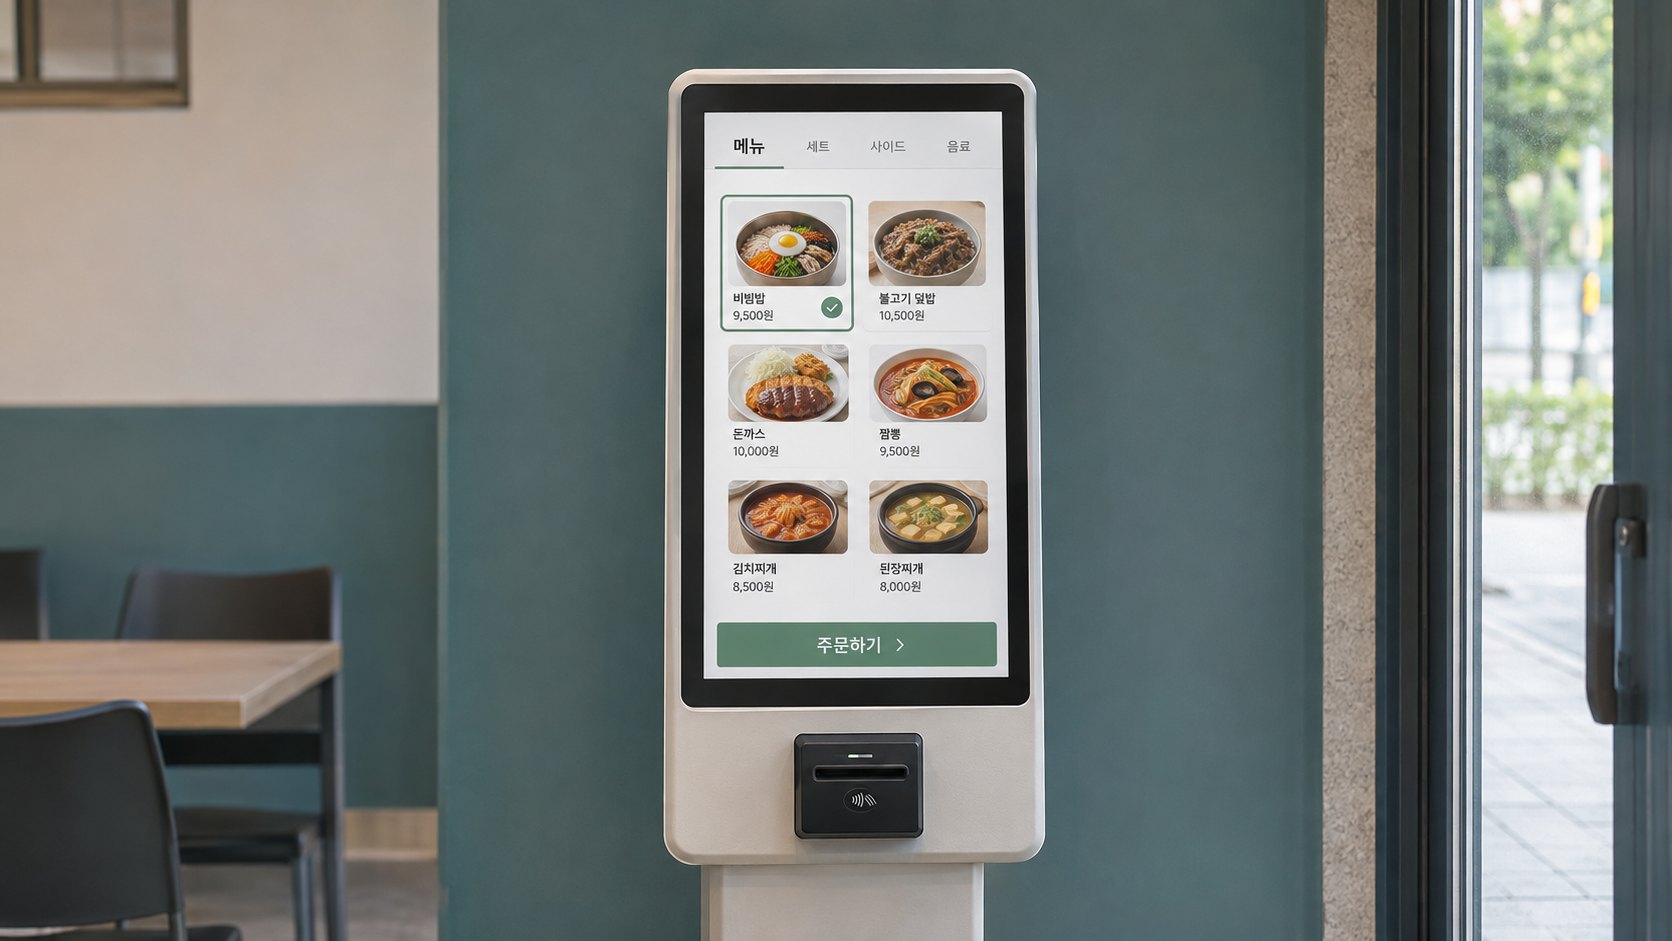 메뉴 세트 사이드 음료
비빔밥
9,500원
불고기 덮밥
10,500원
돈까스
10,000원
짬뽕
9,500원
김치찌개
8,500원
된장찌개
8,000원
주문하기 >